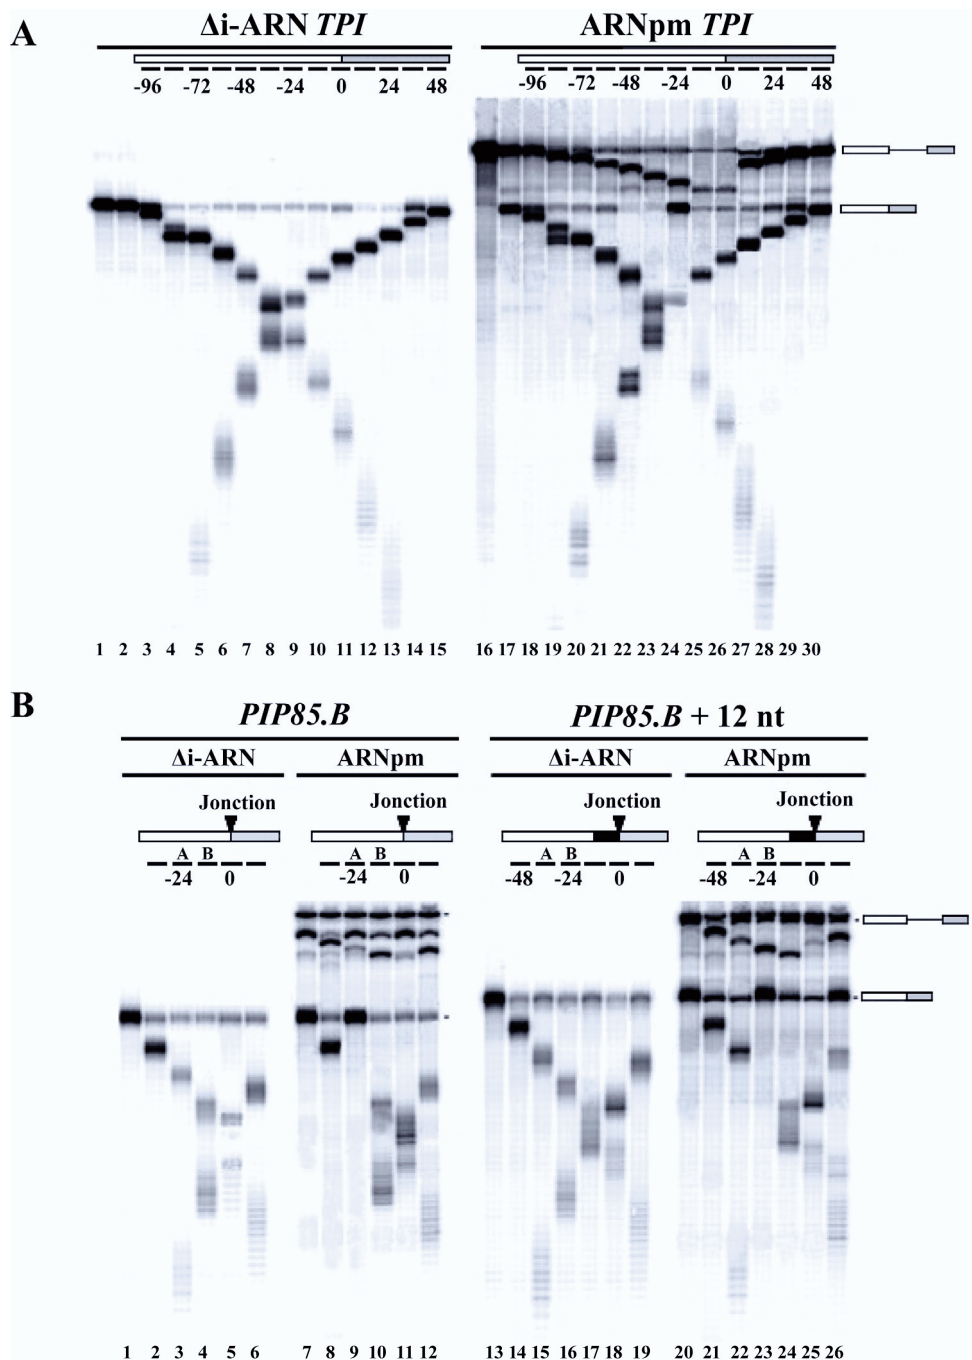 A
Δi-ARN TPI
ARNpm TPI
-96 -72 -48 -24 0 24 48
-96 -72 -48 -24 0 24 48
1 2 3 4 5 6 7 8 9 10 11 12 13 14 15
16 17 18 19 20 21 22 23 24 25 26 27 28 29 30
B
PIP85.B
PIP85.B + 12 nt
Δi-ARN ARNpm
Δi-ARN ARNpm
Jonction Jonction
Jonction Jonction
A B A B
A B A B
-24 0 -24 0
-48 -24 0 -48 -24 0
1 2 3 4 5 6 7 8 9 10 11 12
13 14 15 16 17 18 19 20 21 22 23 24 25 26